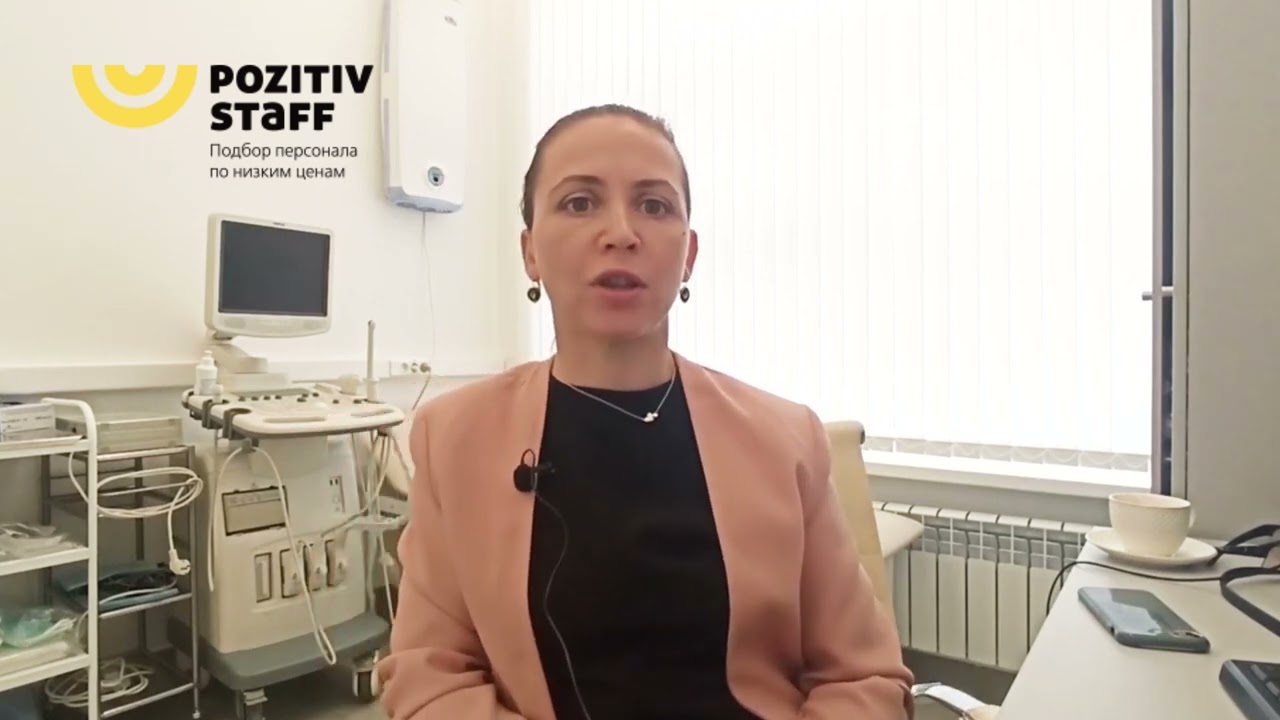 POZITIV
STAFF
Подбор персонала
по низким ценам